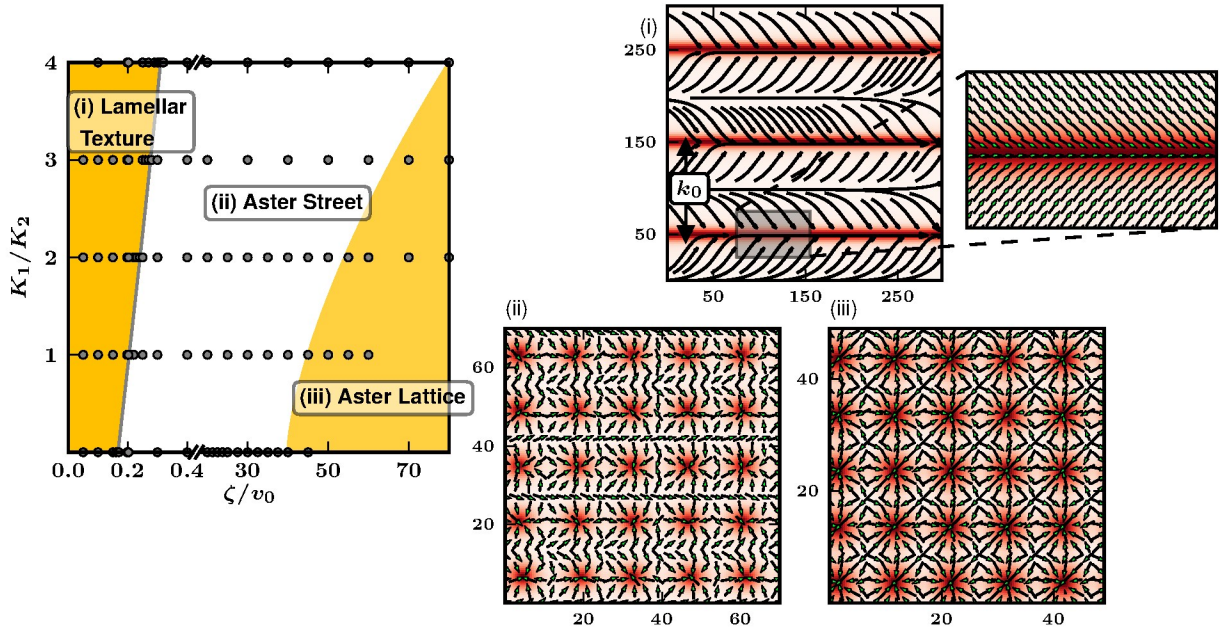 4
3
2
1
K₁/K₂
(i) Lamellar
Texture
(ii) Aster Street
(iii) Aster Lattice
0.0 0.2 0.4 30 50 70
ζ/v₀
(i)
250
150
50
k₀
50 150 250
(ii)
60
40
20
20 40 60
(iii)
40
20
20 40